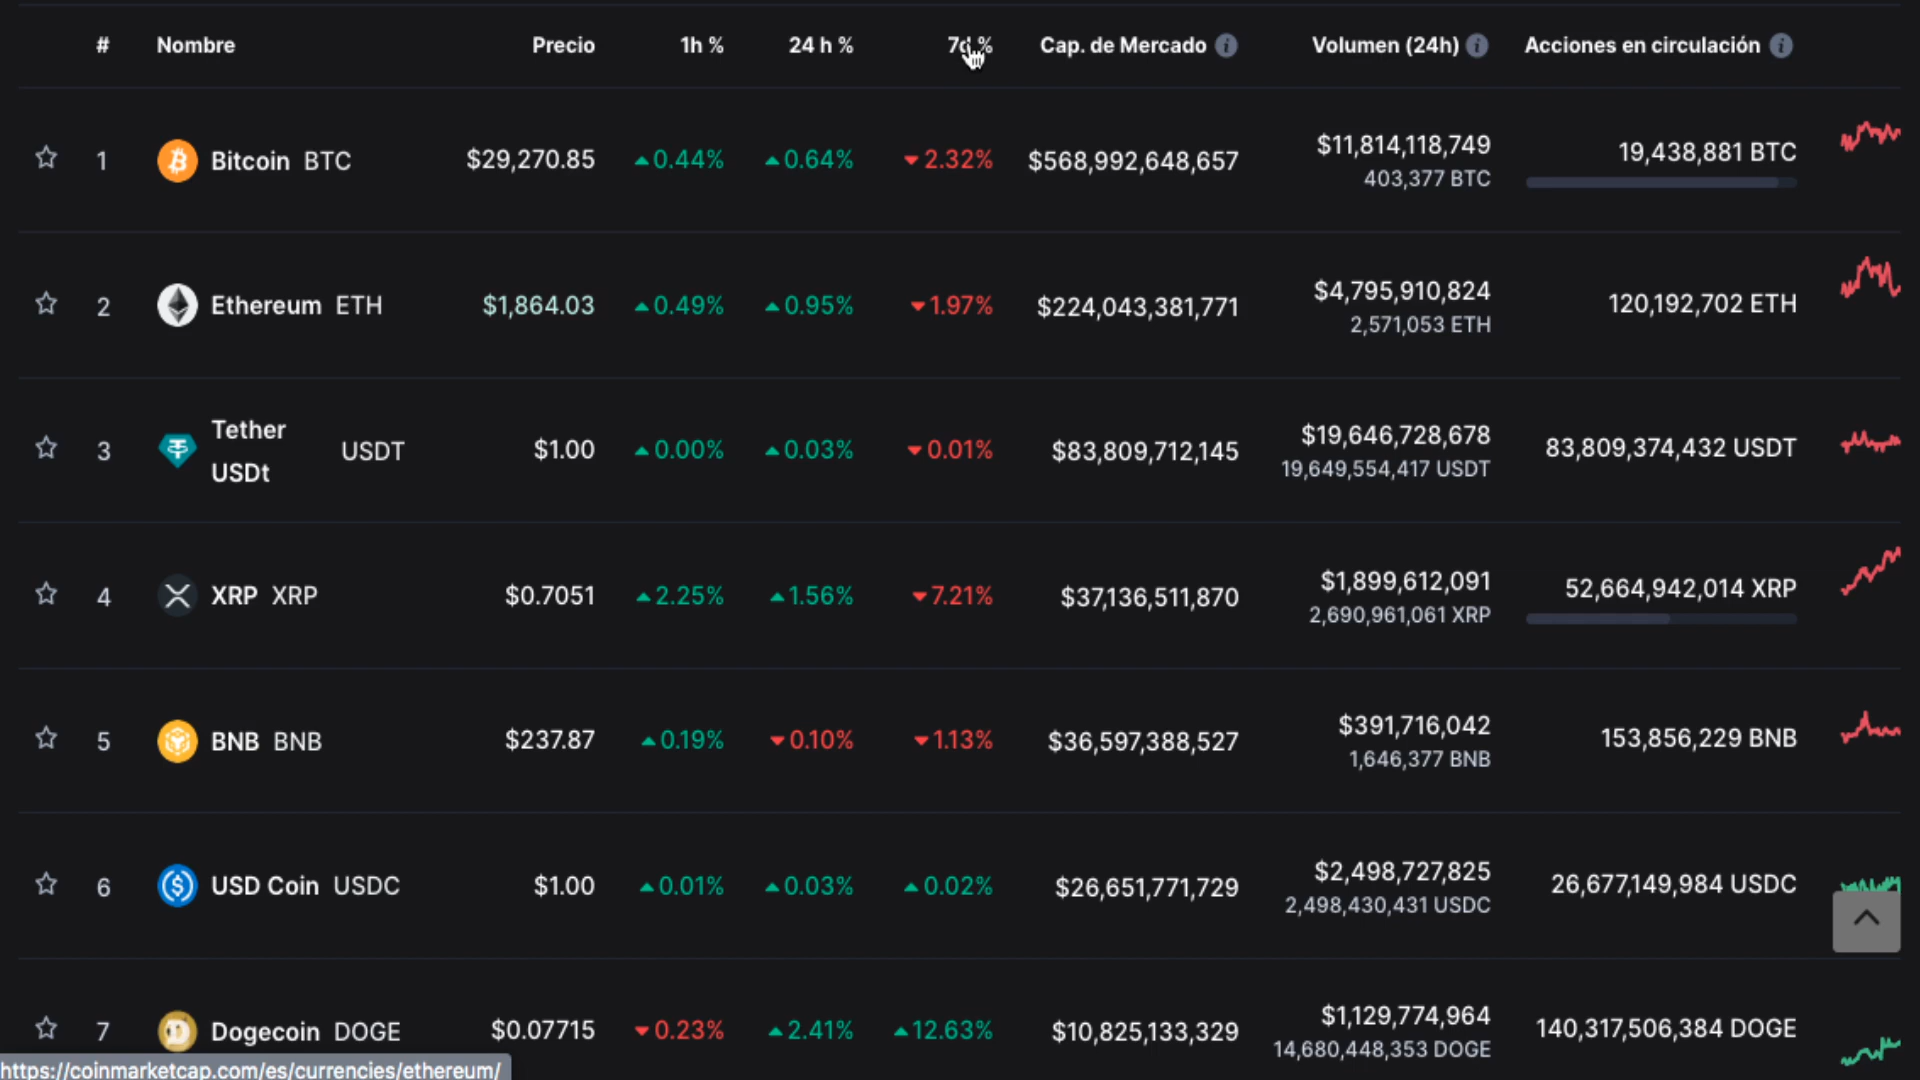 # Nombre Precio 1h % 24 h % 7d % Cap. de Mercado Volumen (24h) Acciones en circulación
1 Bitcoin BTC $29,270.85 0.44% 0.64% 2.32% $568,992,648,657 $11,814,118,749 19,438,881 BTC
403,377 BTC
2 Ethereum ETH $1,864.03 0.49% 0.95% 1.97% $224,043,381,771 $4,795,910,824 120,192,702 ETH
2,571,053 ETH
3 Tether USDt USDT $1.00 0.00% 0.03% 0.01% $83,809,712,145 $19,646,728,678 83,809,374,432 USDT
19,649,554,417 USDT
4 XRP XRP $0.7051 2.25% 1.56% 7.21% $37,136,511,870 $1,899,612,091 52,664,942,014 XRP
2,690,961,061 XRP
5 BNB BNB $237.87 0.19% 0.10% 1.13% $36,597,388,527 $391,716,042 153,856,229 BNB
1,646,377 BNB
6 USD Coin USDC $1.00 0.01% 0.03% 0.02% $26,651,771,729 $2,498,727,825 26,677,149,984 USDC
2,498,430,431 USDC
7 Dogecoin DOGE $0.07715 0.23% 2.41% 12.63% $10,825,133,329 $1,129,774,964 140,317,506,384 DOGE
14,680,448,353 DOGE
https://coinmarketcap.com/es/currencies/ethereum/